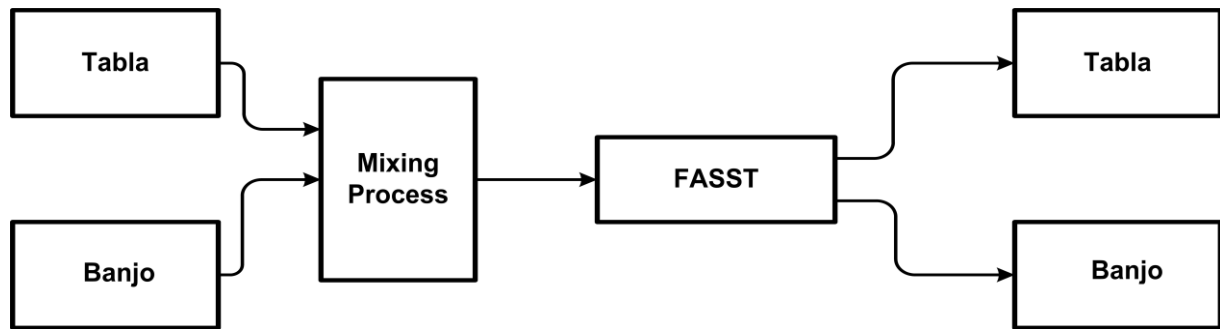 Tabla
Banjo
Mixing
Process
FASST
Tabla
Banjo